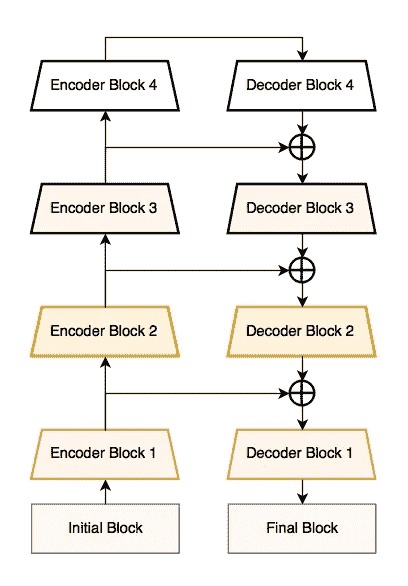 Encoder Block 4
Decoder Block 4
Encoder Block 3
Decoder Block 3
Encoder Block 2
Decoder Block 2
Encoder Block 1
Decoder Block 1
Initial Block
Final Block